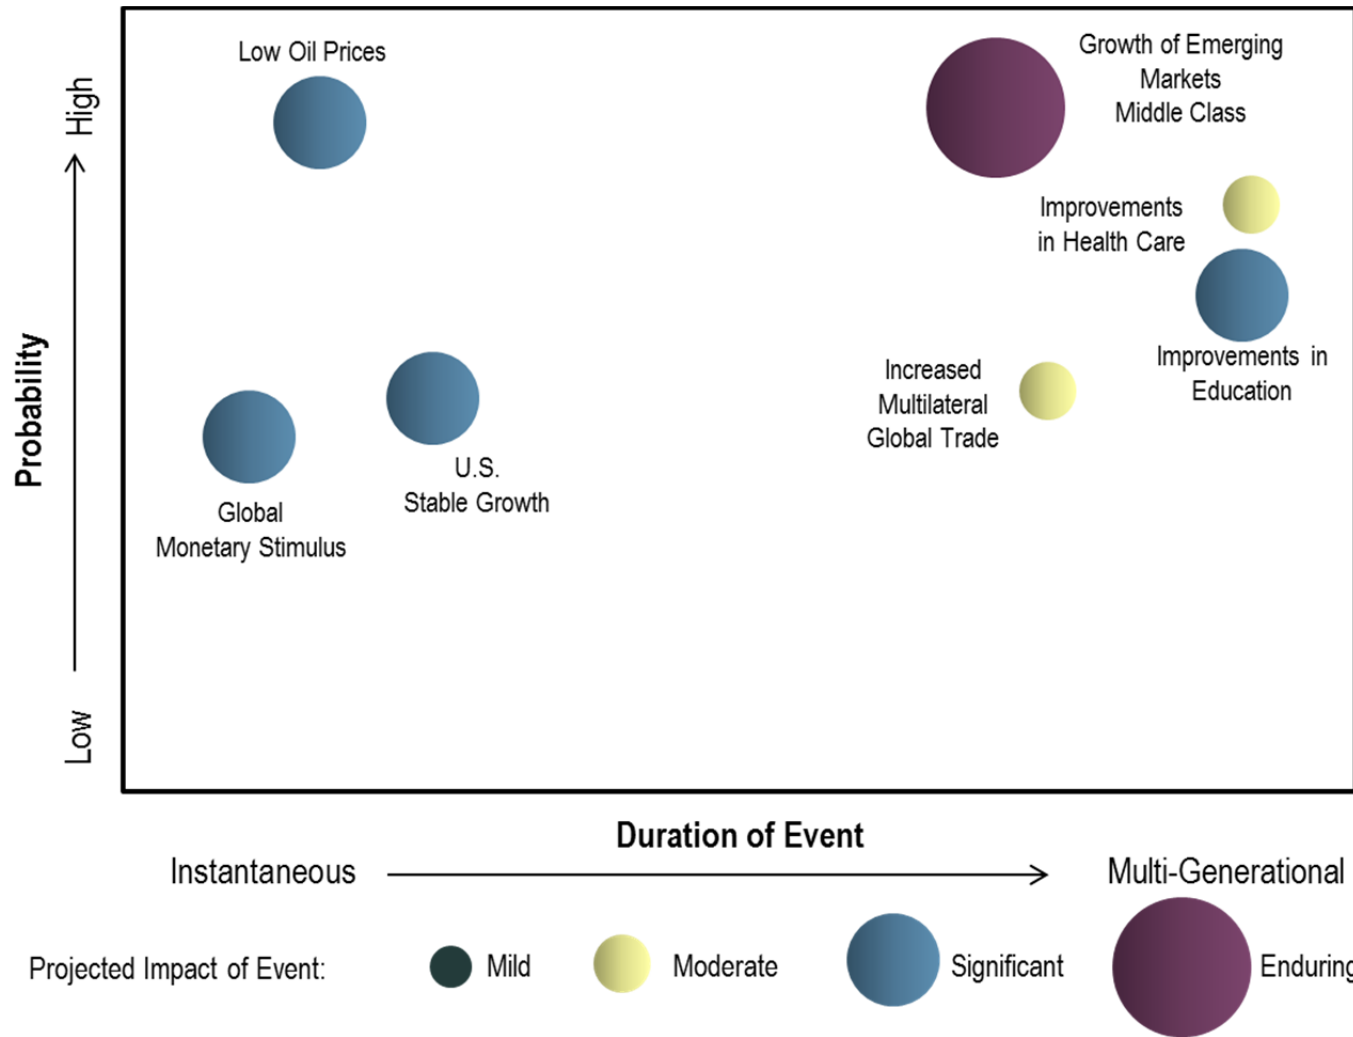 Low Oil Prices
Growth of Emerging
Markets
Middle Class
High
Improvements
in Health Care
Probability
Improvements in
Education
Increased
Multilateral
Global Trade
U.S.
Stable Growth
Global
Monetary Stimulus
Low
Duration of Event
Instantaneous
Multi-Generational
Projected Impact of Event:
Mild
Moderate
Significant
Enduring